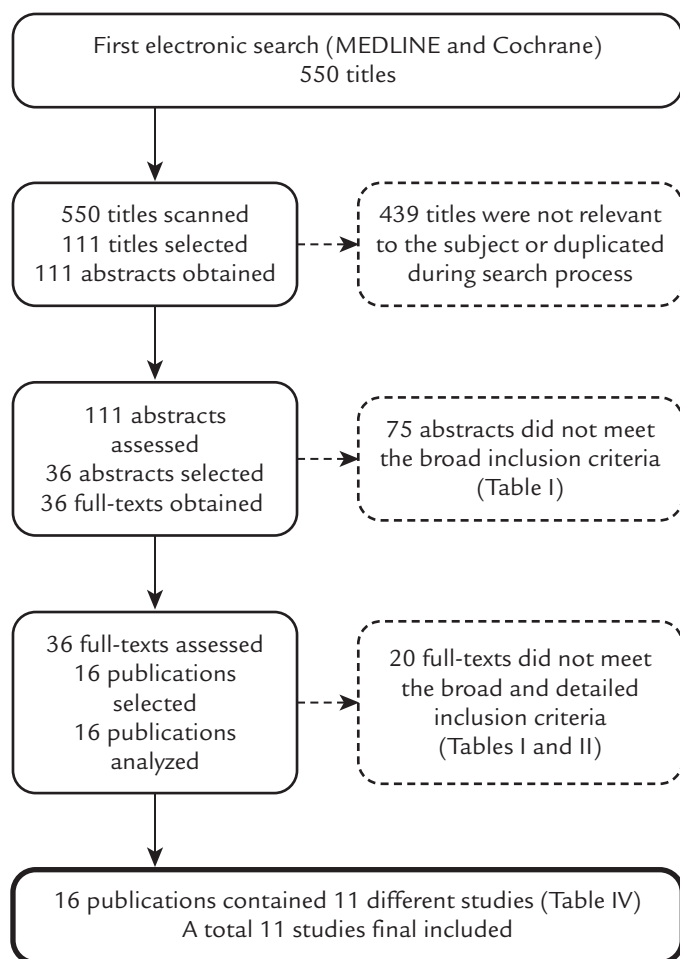 First electronic search (MEDLINE and Cochrane)
550 titles
550 titles scanned
111 titles selected
111 abstracts obtained
439 titles were not relevant
to the subject or duplicated
during search process
111 abstracts
assessed
36 abstracts selected
36 full-texts obtained
75 abstracts did not meet
the broad inclusion criteria
(Table I)
36 full-texts assessed
16 publications
selected
16 publications
analyzed
20 full-texts did not meet
the broad and detailed
inclusion criteria
(Tables I and II)
16 publications contained 11 different studies (Table IV)
A total 11 studies final included